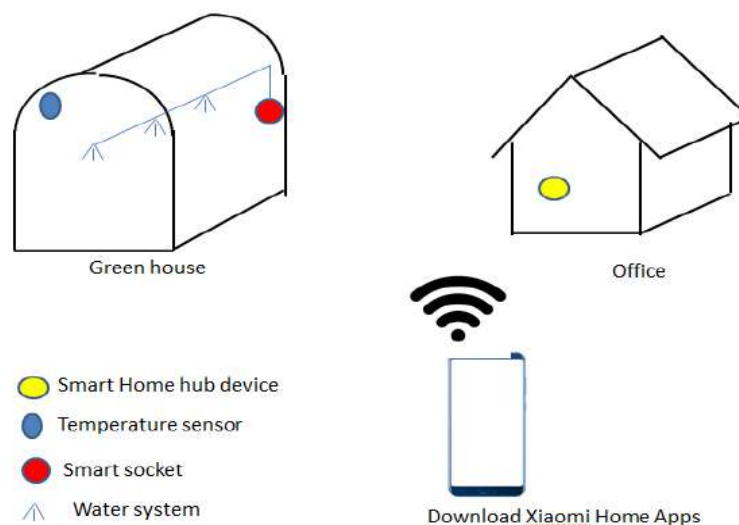 Green house
Office
Smart Home hub device
Temperature sensor
Smart socket
Water system
Download Xiaomi Home Apps